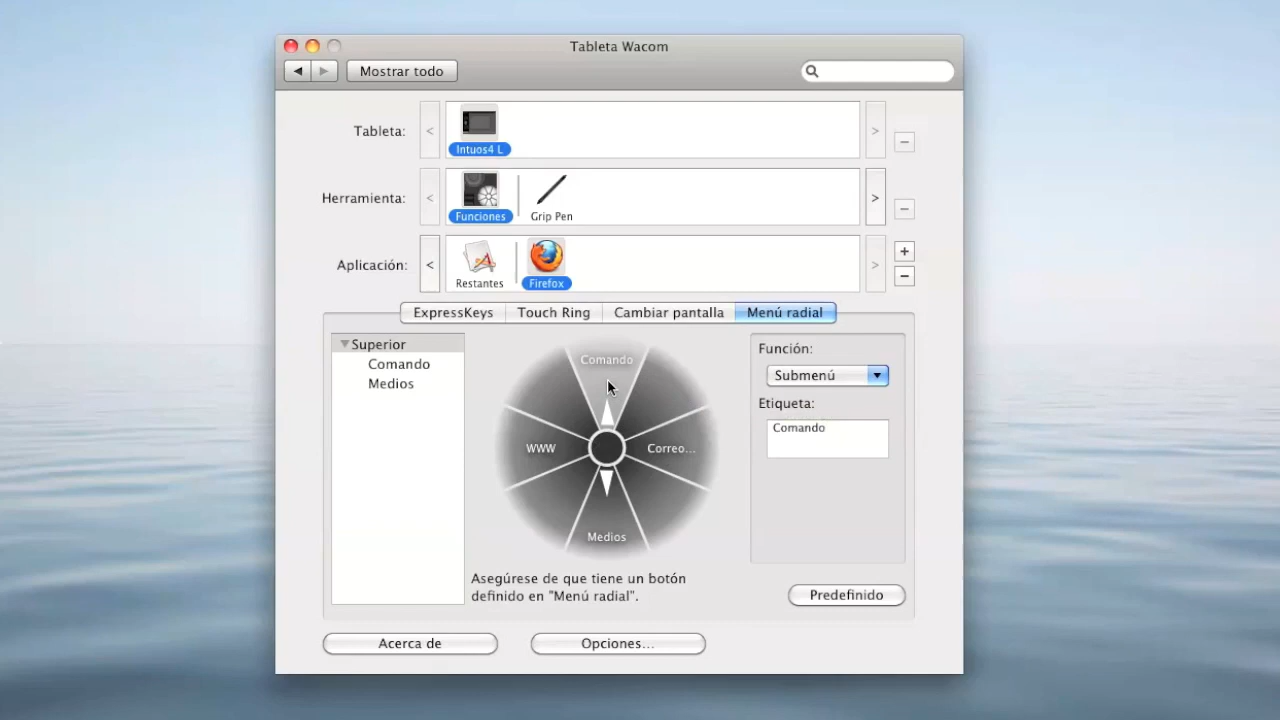 Tableta Wacom
Mostrar todo
Tableta:
Intuos4 L
Herramienta:
Funciones
Grip Pen
Aplicación:
Restantes
Firefox
ExpressKeys
Touch Ring
Cambiar pantalla
Menú radial
Superior
Comando
Medios
Comando
WWW
Correo...
Medios
Asegúrese de que tiene un botón
definido en "Menú radial".
Función:
Submenú
Etiqueta:
Comando
Predefinido
Acerca de
Opciones...